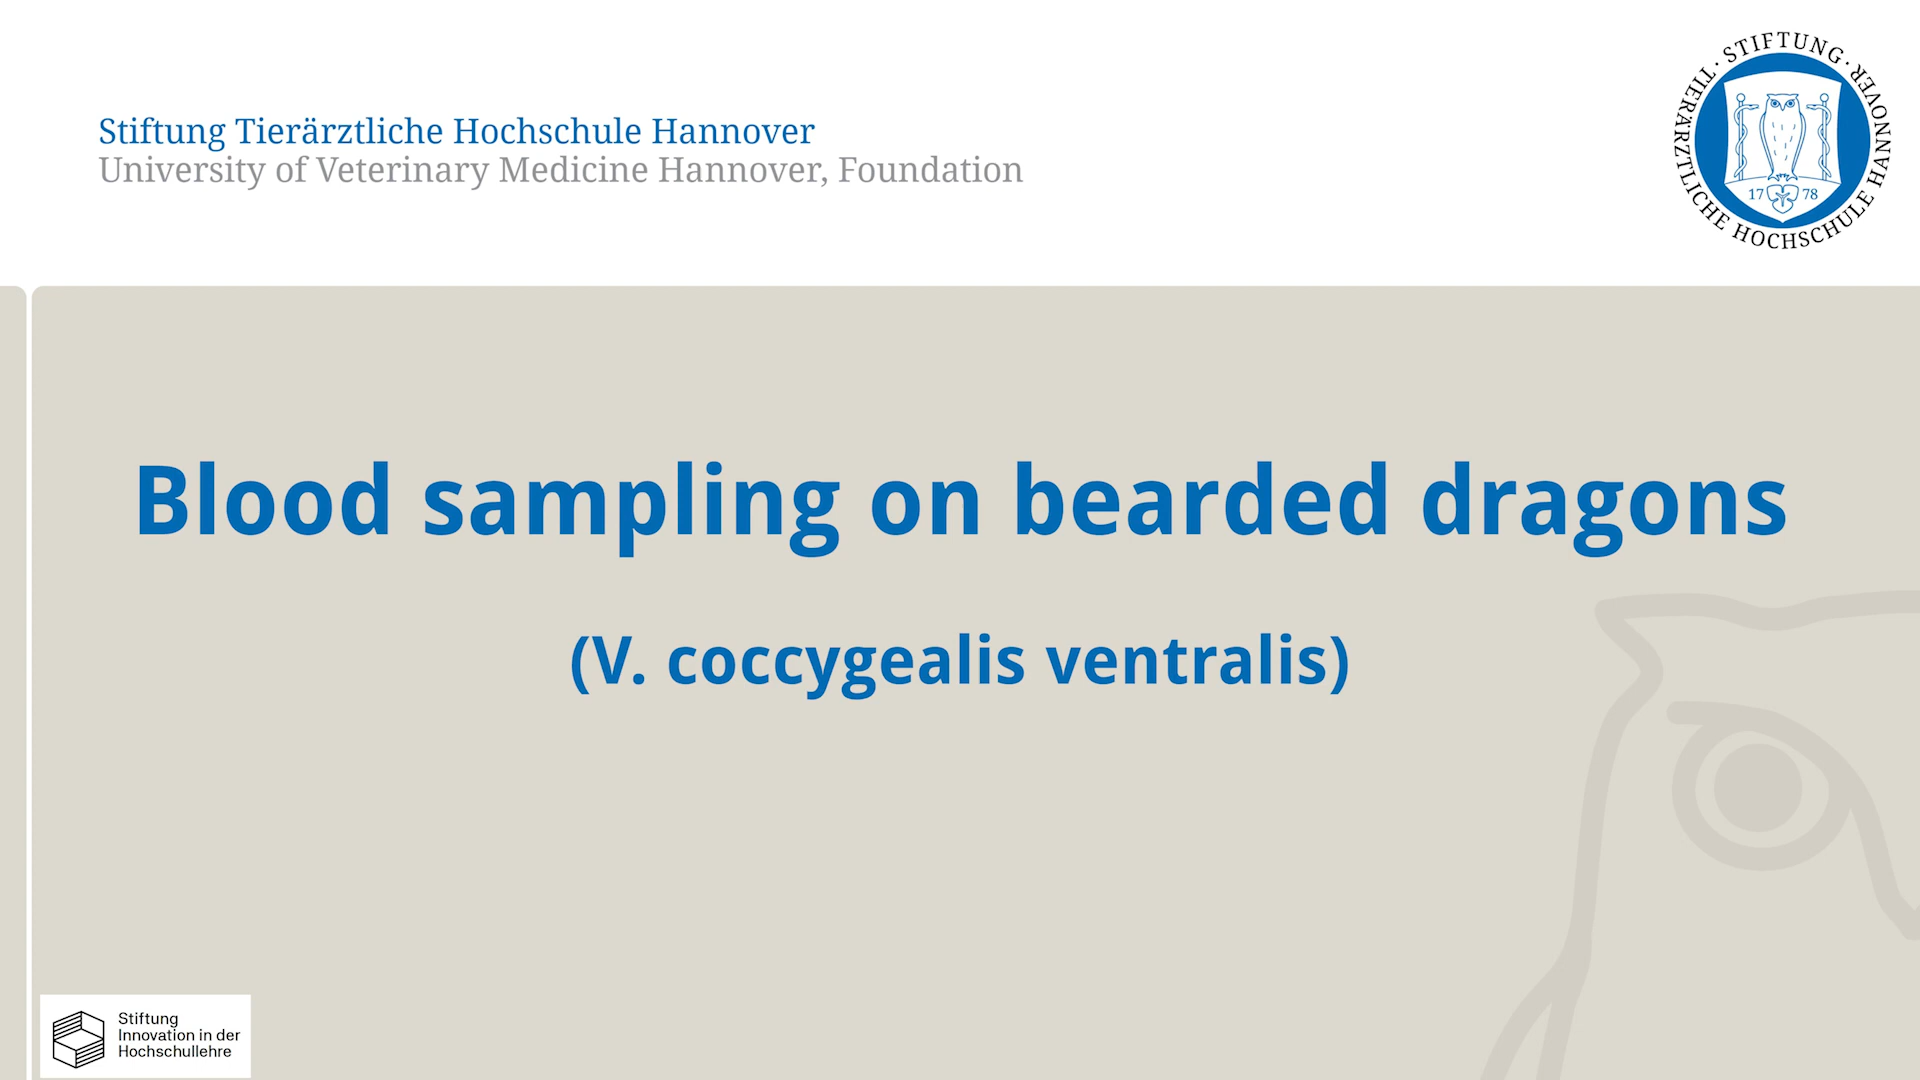 Stiftung Tierärztliche Hochschule Hannover
University of Veterinary Medicine Hannover, Foundation
· STIFTUNG · TIERÄRZTLICHE HOCHSCHULE HANNOVER
17 78
Blood sampling on bearded dragons
(V. coccygealis ventralis)
Stiftung
Innovation in der
Hochschullehre